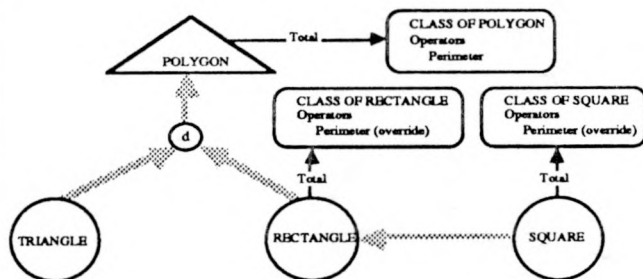 CLASS OF POLYGON
Total
Operators
Perimeter
POLYGON
CLASS OF RECTANGLE
Operators
Perimeter (override)
CLASS OF SQUARE
Operators
Perimeter (override)
d
Total
Total
TRIANGLE
RECTANGLE
SQUARE